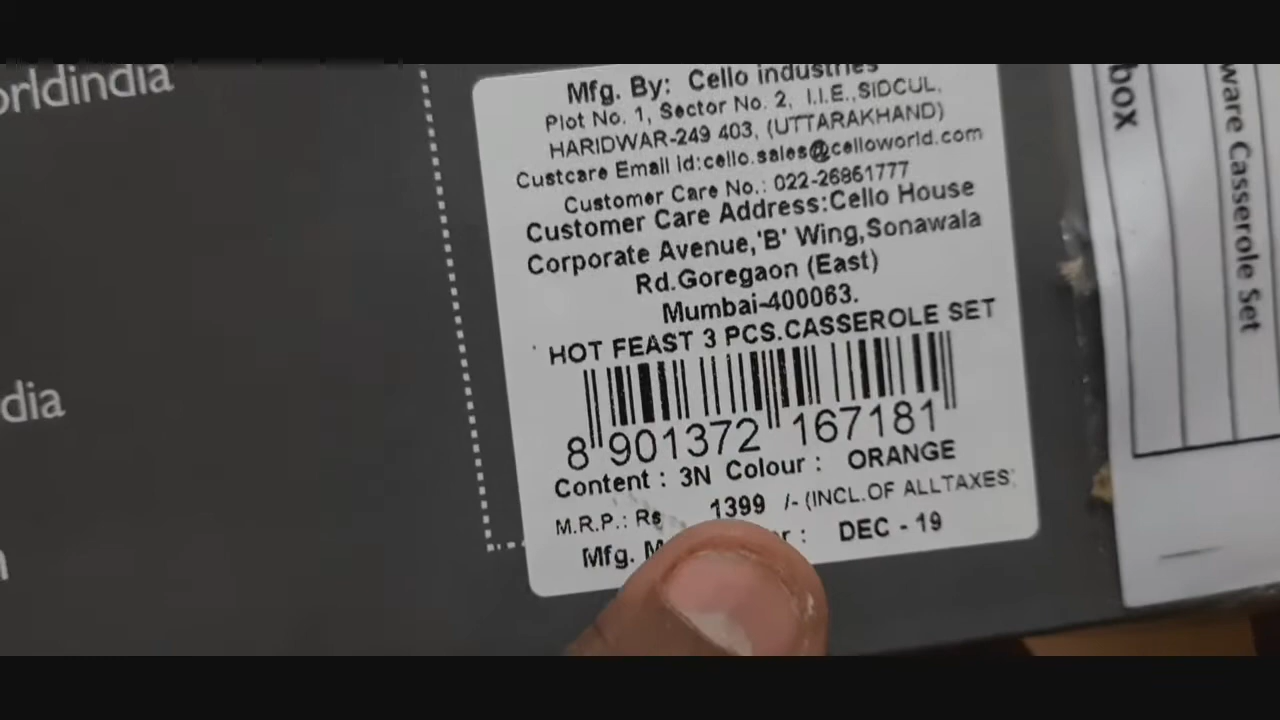 orldindia
dia
Mfg. By: Cello industries
Plot No. 1, Sector No. 2, I.I.E.,SIDCUL,
HARIDWAR-249 403, (UTTARAKHAND)
Custcare Email id:cello.sales@celloworld.com
Customer Care No.: 022-26861777
Customer Care Address:Cello House
Corporate Avenue,'B' Wing,Sonawala
Rd.Goregaon (East)
Mumbai-400063.
HOT FEAST 3 PCS.CASSEROLE SET
8 901372 167181
Content : 3N Colour : ORANGE
M.R.P.: Rs 1399 /- (INCL.OF ALLTAXES
Mfg. DEC - 19
box
ware Casserole Set